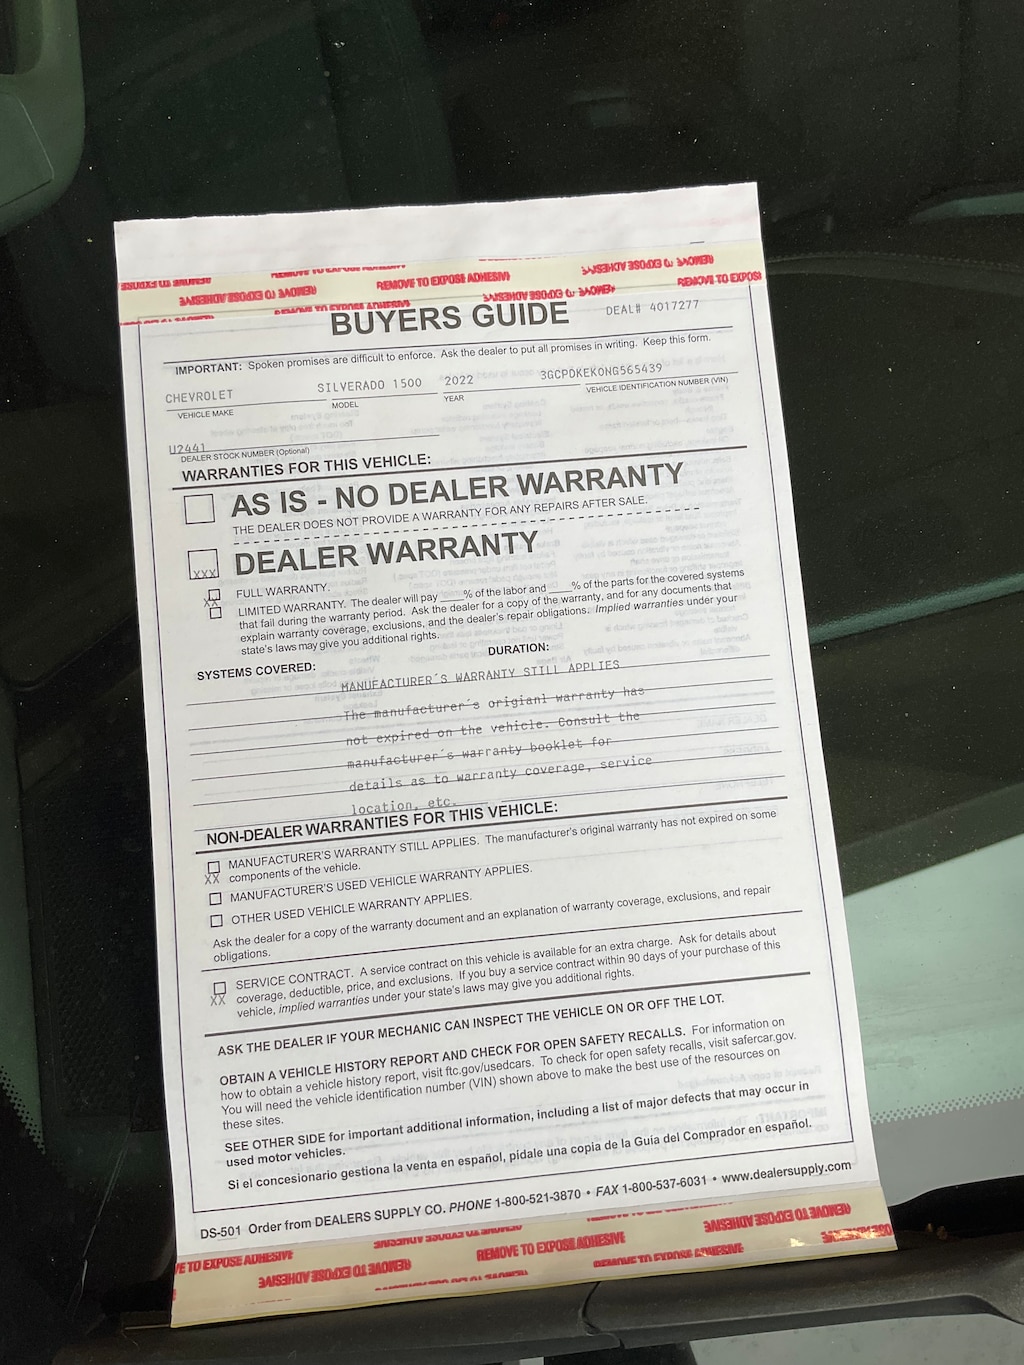 REMOVE TO EXPOSE ADHESIVE
BUYERS GUIDE
DEAL# 4017277
IMPORTANT: Spoken promises are difficult to enforce. Ask the dealer to put all promises in writing. Keep this form.
CHEVROLET SILVERADO 1500 2022 3GCPDKEK0NG565439
VEHICLE MAKE MODEL YEAR VEHICLE IDENTIFICATION NUMBER (VIN)
U2441
DEALER STOCK NUMBER (Optional)
WARRANTIES FOR THIS VEHICLE:
AS IS - NO DEALER WARRANTY
THE DEALER DOES NOT PROVIDE A WARRANTY FOR ANY REPAIRS AFTER SALE.
XXX DEALER WARRANTY
FULL WARRANTY.
XX
LIMITED WARRANTY. The dealer will pay ____% of the labor and ____% of the parts for the covered systems
that fail during the warranty period. Ask the dealer for a copy of the warranty, and for any documents that
explain warranty coverage, exclusions, and the dealer's repair obligations. Implied warranties under your
state's laws may give you additional rights.
SYSTEMS COVERED: DURATION:
MANUFACTURER´S WARRANTY STILL APPLIES
The manufacturer´s origianl warranty has
not expired on the vehicle. Consult the
manufacturer´s warranty booklet for
details as to warranty coverage, service
location, etc.
NON-DEALER WARRANTIES FOR THIS VEHICLE:
MANUFACTURER'S WARRANTY STILL APPLIES. The manufacturer's original warranty has not expired on some
XX components of the vehicle.
MANUFACTURER'S USED VEHICLE WARRANTY APPLIES.
OTHER USED VEHICLE WARRANTY APPLIES.
Ask the dealer for a copy of the warranty document and an explanation of warranty coverage, exclusions, and repair
obligations.
SERVICE CONTRACT. A service contract on this vehicle is available for an extra charge. Ask for details about
XX coverage, deductible, price, and exclusions. If you buy a service contract within 90 days of your purchase of this
vehicle, implied warranties under your state's laws may give you additional rights.
ASK THE DEALER IF YOUR MECHANIC CAN INSPECT THE VEHICLE ON OR OFF THE LOT.
OBTAIN A VEHICLE HISTORY REPORT AND CHECK FOR OPEN SAFETY RECALLS. For information on
how to obtain a vehicle history report, visit ftc.gov/usedcars. To check for open safety recalls, visit safercar.gov.
You will need the vehicle identification number (VIN) shown above to make the best use of the resources on
these sites.
SEE OTHER SIDE for important additional information, including a list of major defects that may occur in
used motor vehicles.
Si el concesionario gestiona la venta en español, pídale una copia de la Guía del Comprador en español.
DS-501 Order from DEALERS SUPPLY CO. PHONE 1-800-521-3870 • FAX 1-800-537-6031 • www.dealersupply.com
REMOVE TO EXPOSE ADHESIVE